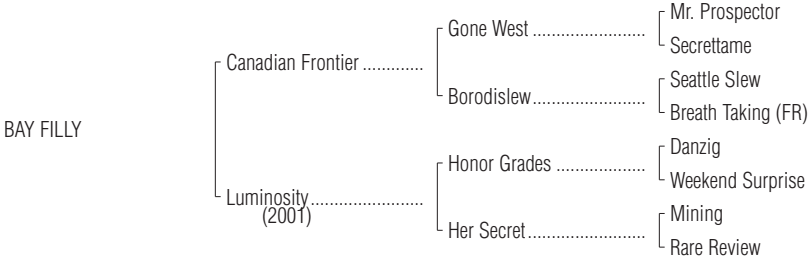 Mr. Prospector
Gone West .......................
Secrettame
Canadian Frontier .............
Seattle Slew
Borodislew.......................
Breath Taking (FR)
BAY FILLY
Danzig
Honor Grades ..................
Weekend Surprise
Luminosity.......................
(2001)
Mining
Her Secret........................
Rare Review